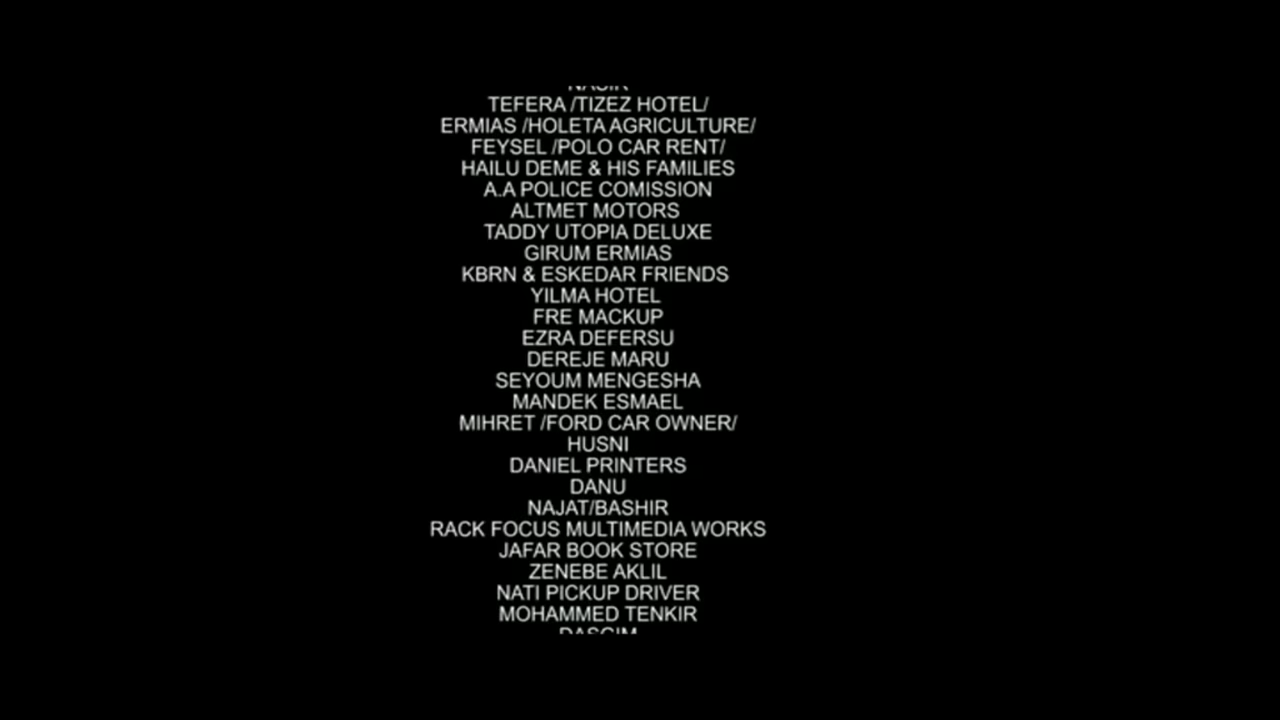 NASIR
TEFERA /TIZEZ HOTEL/
ERMIAS /HOLETA AGRICULTURE/
FEYSEL /POLO CAR RENT/
HAILU DEME & HIS FAMILIES
A.A POLICE COMISSION
ALTMET MOTORS
TADDY UTOPIA DELUXE
GIRUM ERMIAS
KBRN & ESKEDAR FRIENDS
YILMA HOTEL
FRE MACKUP
EZRA DEFERSU
DEREJE MARU
SEYOUM MENGESHA
MANDEK ESMAEL
MIHRET /FORD CAR OWNER/
HUSNI
DANIEL PRINTERS
DANU
NAJAT/BASHIR
RACK FOCUS MULTIMEDIA WORKS
JAFAR BOOK STORE
ZENEBE AKLIL
NATI PICKUP DRIVER
MOHAMMED TENKIR